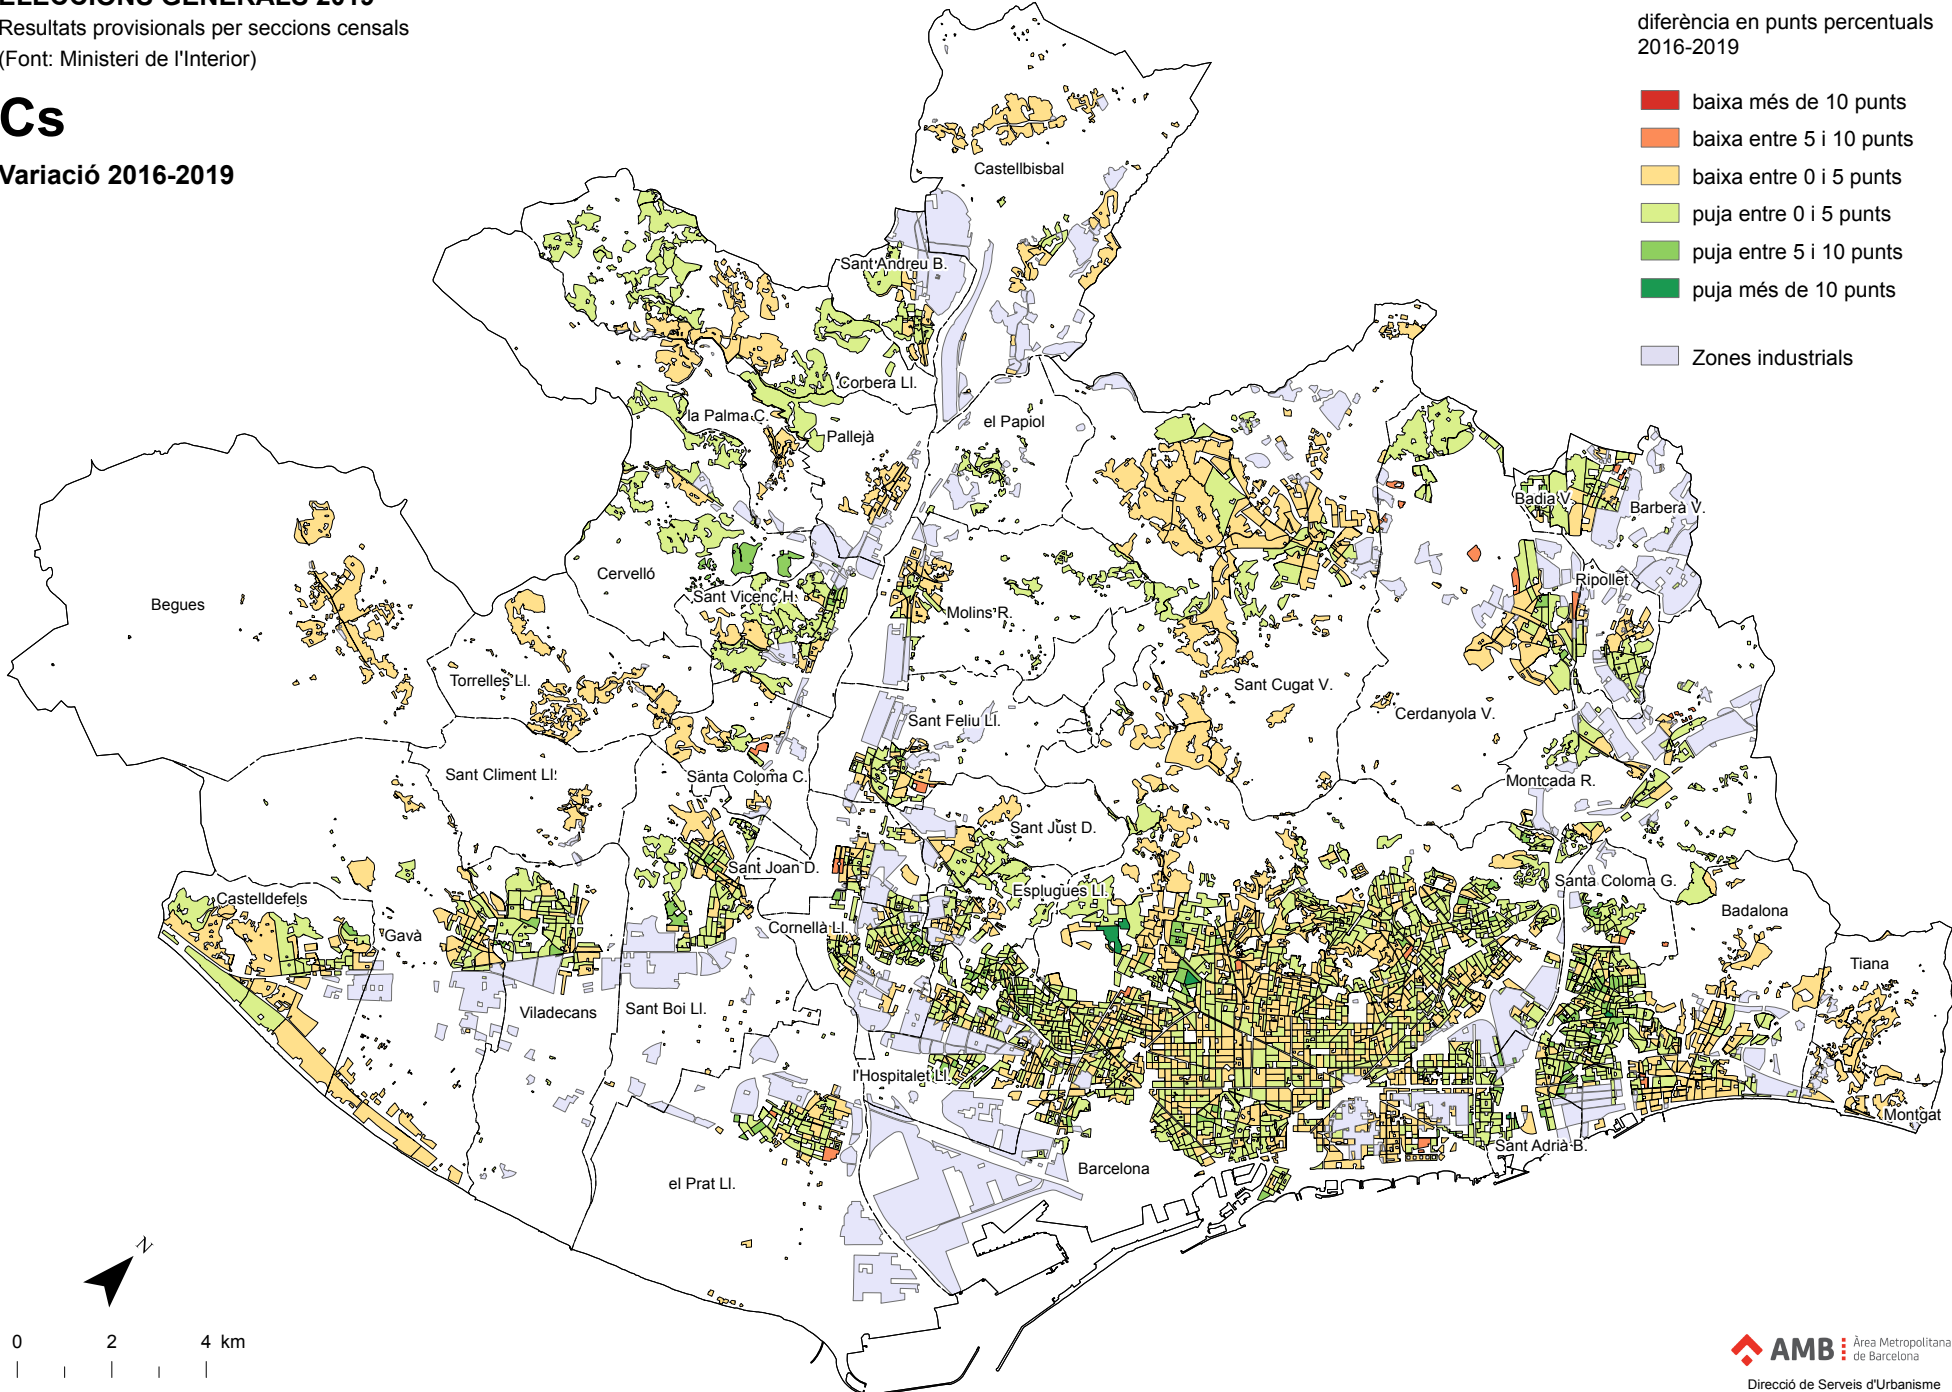 ELECCIONS GENERALS 2019
Resultats provisionals per seccions censals
(Font: Ministeri de l'Interior)
Cs
Variació 2016-2019
diferència en punts percentuals
2016-2019
baixa més de 10 punts
baixa entre 5 i 10 punts
baixa entre 0 i 5 punts
puja entre 0 i 5 punts
puja entre 5 i 10 punts
puja més de 10 punts
Zones industrials
Castellbisbal
Sant Andreu B.
Corbera Ll.
la Palma C.
Pallejà
el Papiol
Badia V.
Barberà V.
Cervelló
Ripollet
Begues
Sant Vicenç H.
Molins R.
Torrelles Ll.
Sant Cugat V.
Cerdanyola V.
Sant Feliu Ll.
Sant Climent Ll.
Santa Coloma C.
Montcada R.
Sant Just D.
Sant Joan D.
Esplugues Ll.
Santa Coloma G.
Castelldefels
Badalona
Gavà
Cornellà Ll.
Tiana
Viladecans
Sant Boi Ll.
l'Hospitalet Ll.
Montgat
Sant Adrià B.
Barcelona
el Prat Ll.
N
0 2 4 km
AMB Àrea Metropolitana
de Barcelona
Direcció de Serveis d'Urbanisme